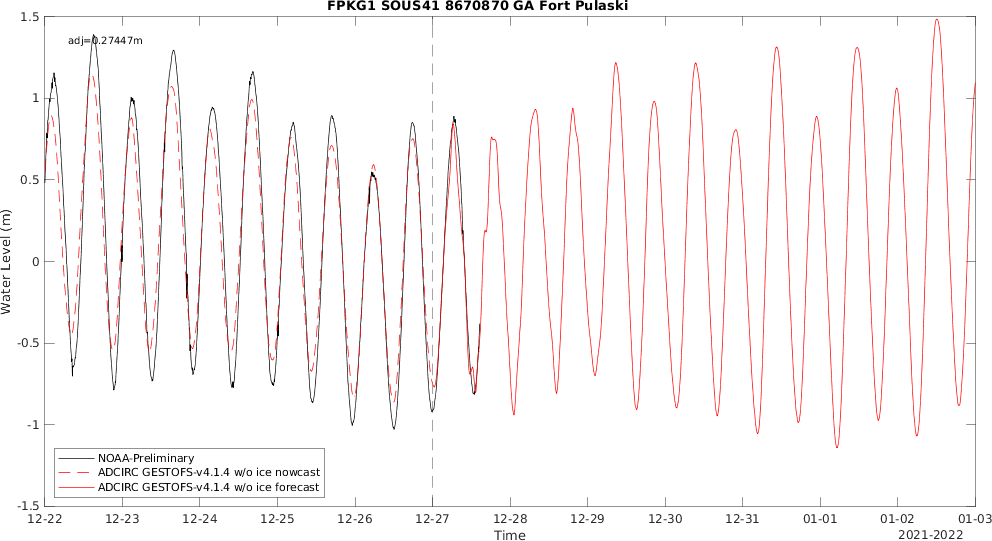 FPKG1 SOUS41 8670870 GA Fort Pulaski
adj=0.27447m
1.5
1
0.5
0
-0.5
-1
-1.5
Water Level (m)
NOAA-Preliminary
ADCIRC GESTOFS-v4.1.4 w/o ice nowcast
ADCIRC GESTOFS-v4.1.4 w/o ice forecast
12-22 12-23 12-24 12-25 12-26 12-27 12-28 12-29 12-30 12-31 01-01 01-02 01-03
Time
2021-2022